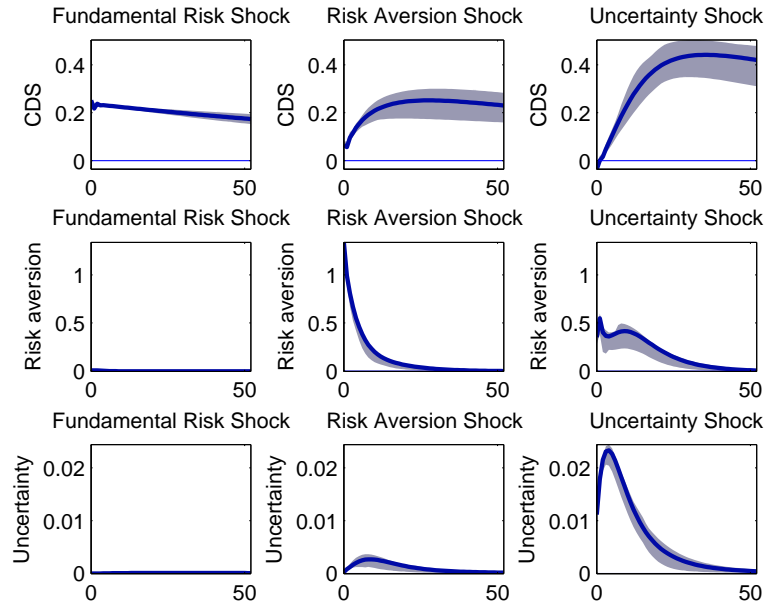 Fundamental Risk Shock
Risk Aversion Shock
Uncertainty Shock
CDS
0.4
0.2
0
0
50
CDS
0.4
0.2
0
0
50
CDS
0.4
0.2
0
0
50
Fundamental Risk Shock
Risk Aversion Shock
Uncertainty Shock
Risk aversion
1
0.5
0
0
50
Risk aversion
1
0.5
0
0
50
Risk aversion
1
0.5
0
0
50
Fundamental Risk Shock
Risk Aversion Shock
Uncertainty Shock
Uncertainty
0.02
0.01
0
0
50
Uncertainty
0.02
0.01
0
0
50
Uncertainty
0.02
0.01
0
0
50